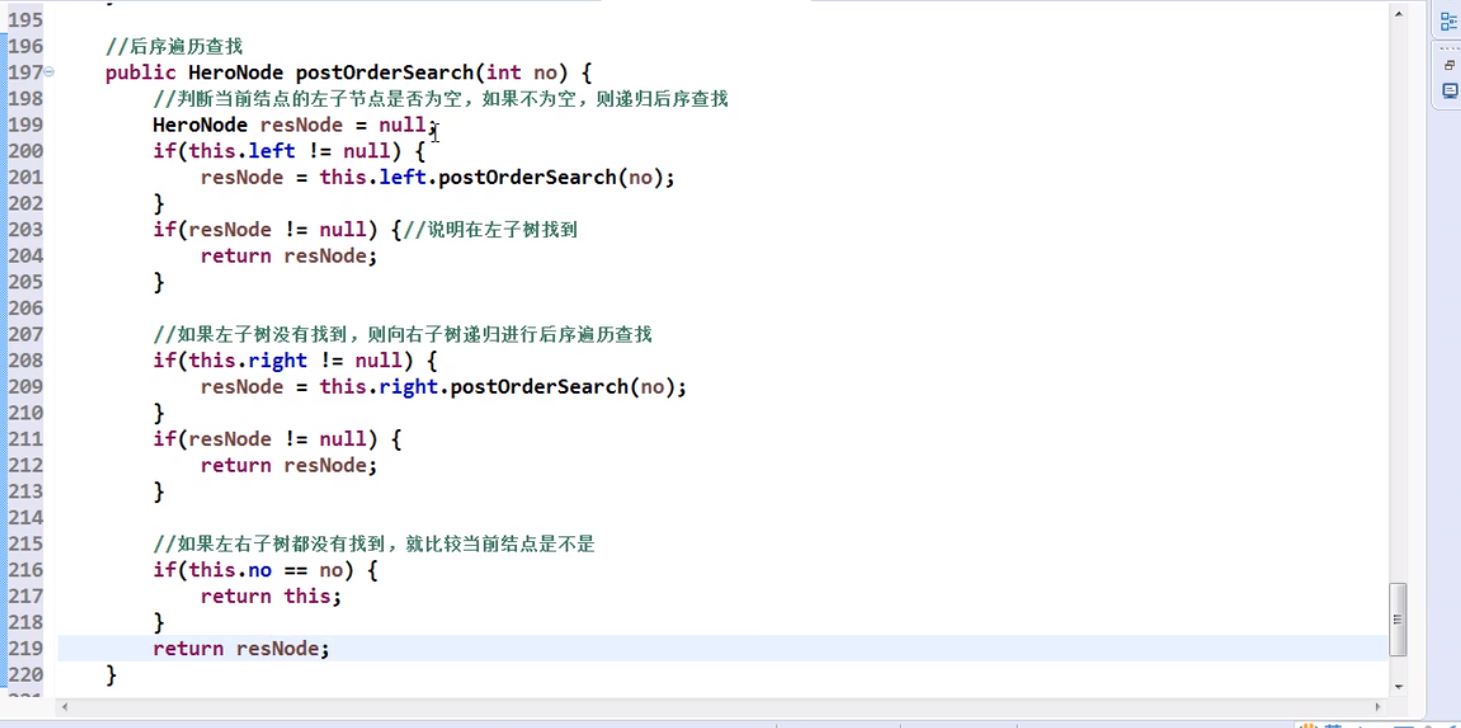 195
196 //后序遍历查找
197 public HeroNode postOrderSearch(int no) {
198 //判断当前结点的左子节点是否为空，如果不为空，则递归后序查找
199 HeroNode resNode = null;
200 if(this.left != null) {
201 resNode = this.left.postOrderSearch(no);
202 }
203 if(resNode != null) {//说明在左子树找到
204 return resNode;
205 }
206
207 //如果左子树没有找到，则向右子树递归进行后序遍历查找
208 if(this.right != null) {
209 resNode = this.right.postOrderSearch(no);
210 }
211 if(resNode != null) {
212 return resNode;
213 }
214
215 //如果左右子树都没有找到，就比较当前结点是不是
216 if(this.no == no) {
217 return this;
218 }
219 return resNode;
220 }